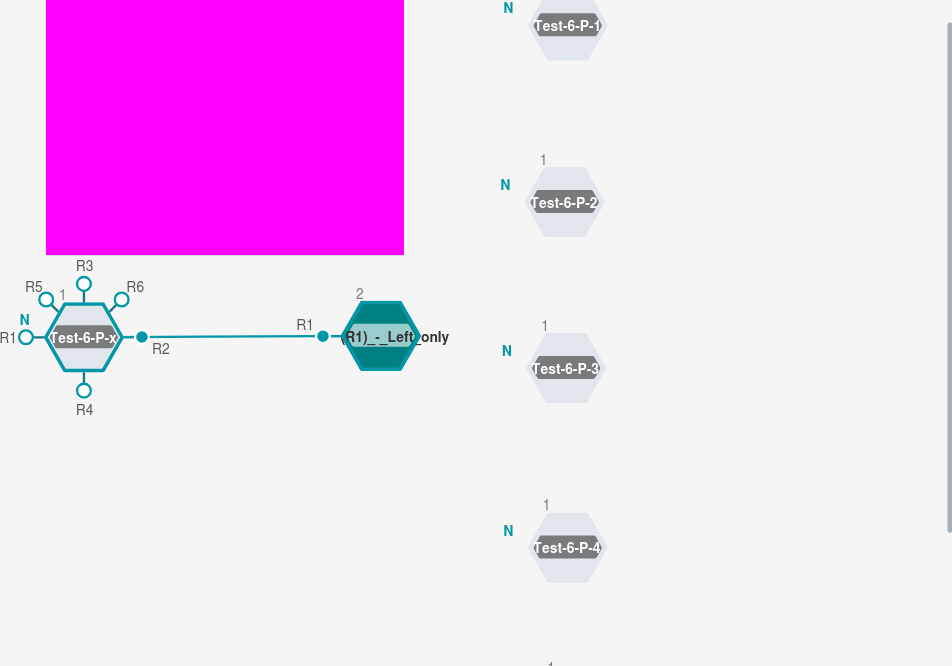 N
Test-6-P-1
1
N
Test-6-P-2
R3
R5
1
R6
N
R1
Test-6-P-x
R2
R4
2
R1
(R1)_-_Left_only
1
N
Test-6-P-3
1
N
Test-6-P-4